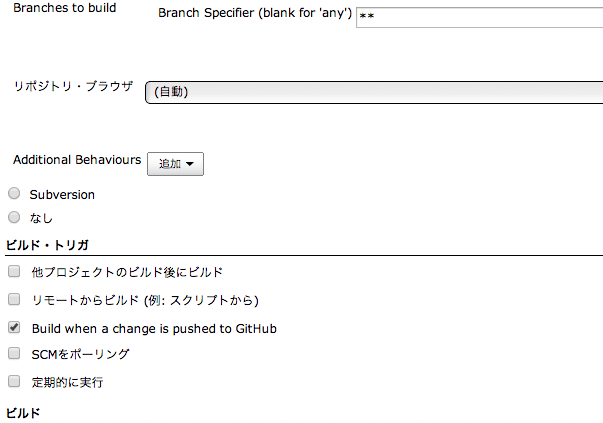 Branches to build
Branch Specifier (blank for 'any') **
リポジトリ・ブラウザ
(自動)
Additional Behaviours 追加
Subversion
なし
ビルド・トリガ
他プロジェクトのビルド後にビルド
リモートからビルド (例: スクリプトから)
Build when a change is pushed to GitHub
SCMをポーリング
定期的に実行
ビルド